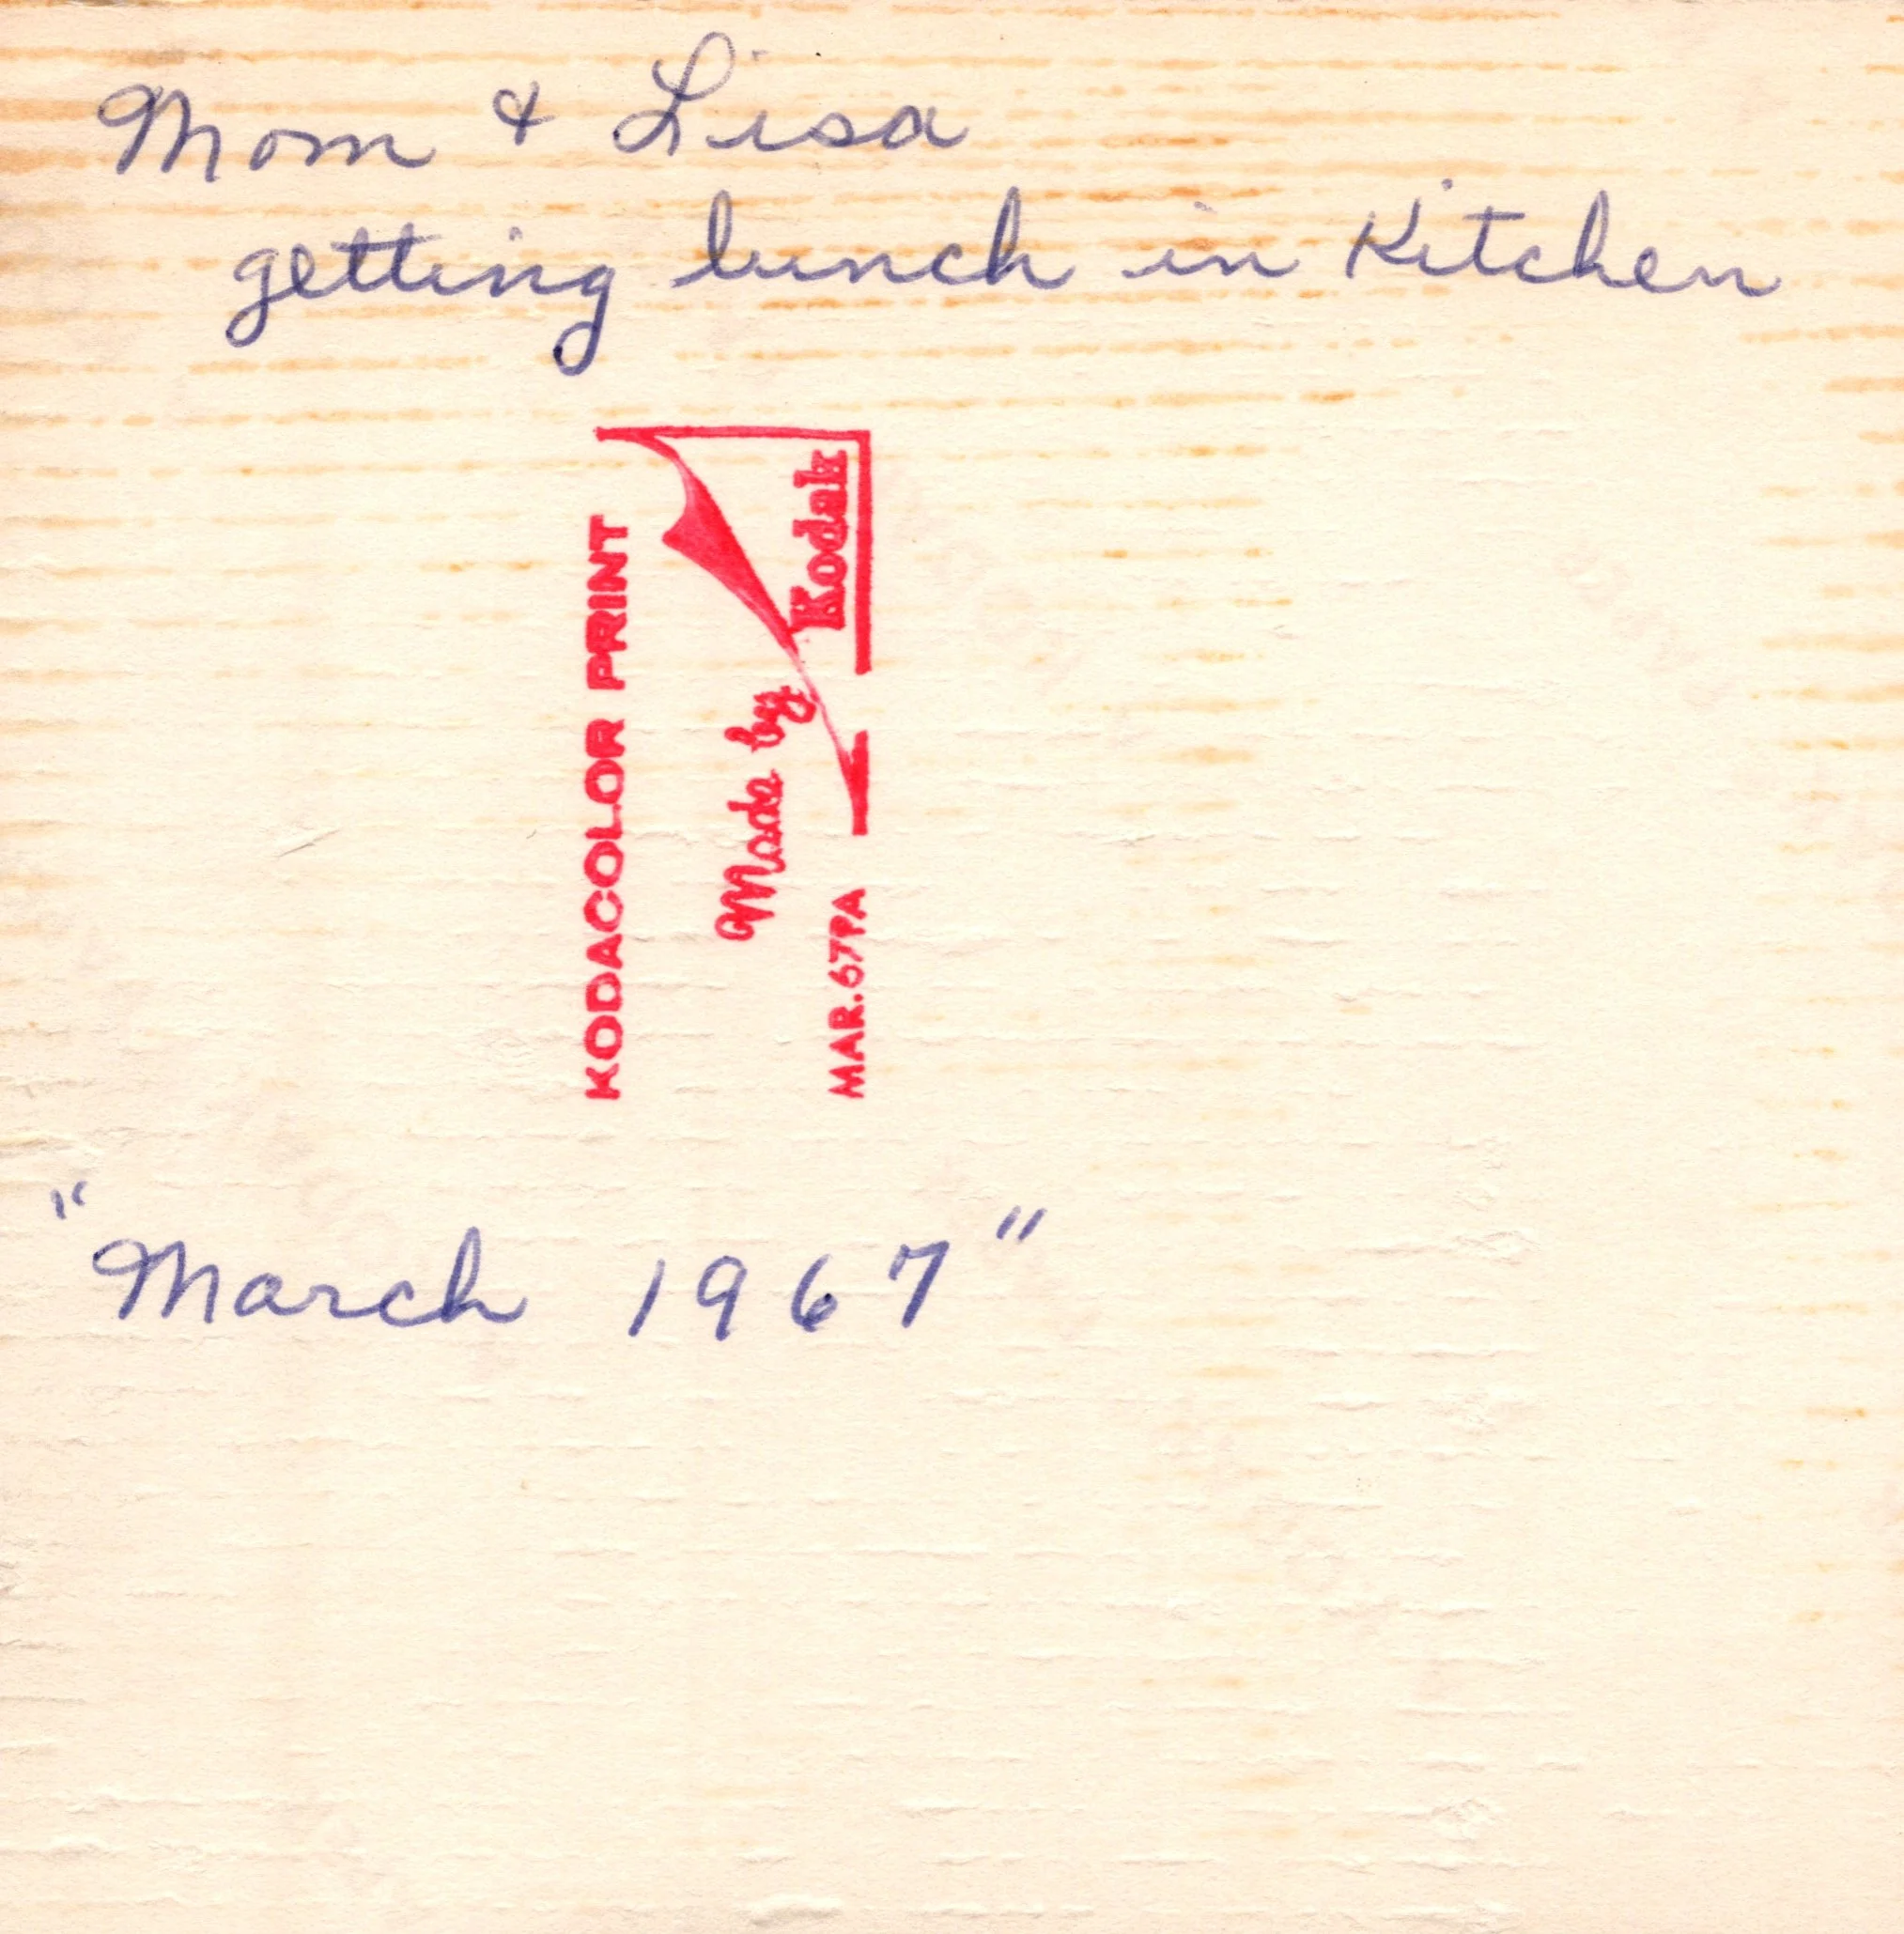 Mom & Lisa
getting lunch in Kitchen
KODACOLOR PRINT
Made by
Kodak
MAR.67PA
"March 1967"